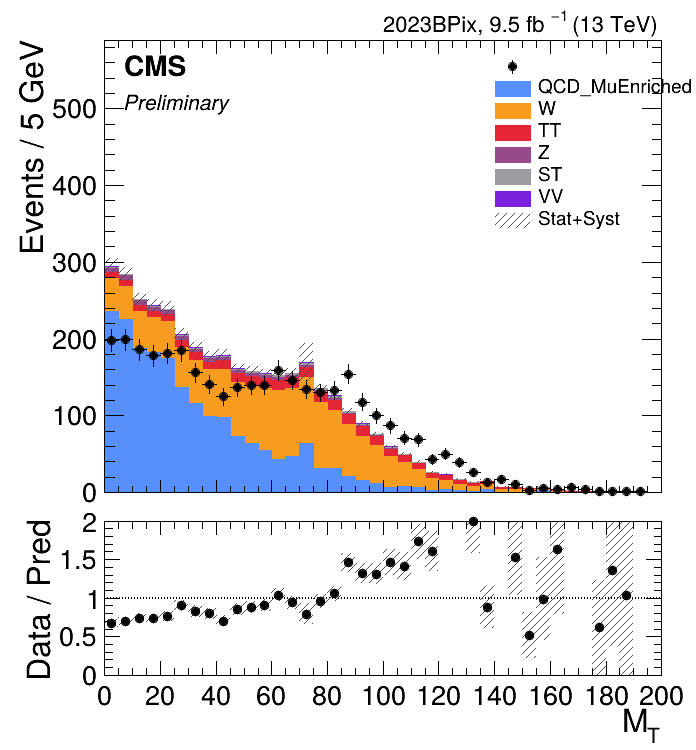 2023BPix, 9.5 fb ⁻¹ (13 TeV)
CMS
Preliminary
QCD_MuEnriched
W
TT
Z
ST
VV
Stat+Syst
Events / 5 GeV
500
400
300
200
100
0
Data / Pred
2
1.5
1
0.5
0
0 20 40 60 80 100 120 140 160 180 200
M_T